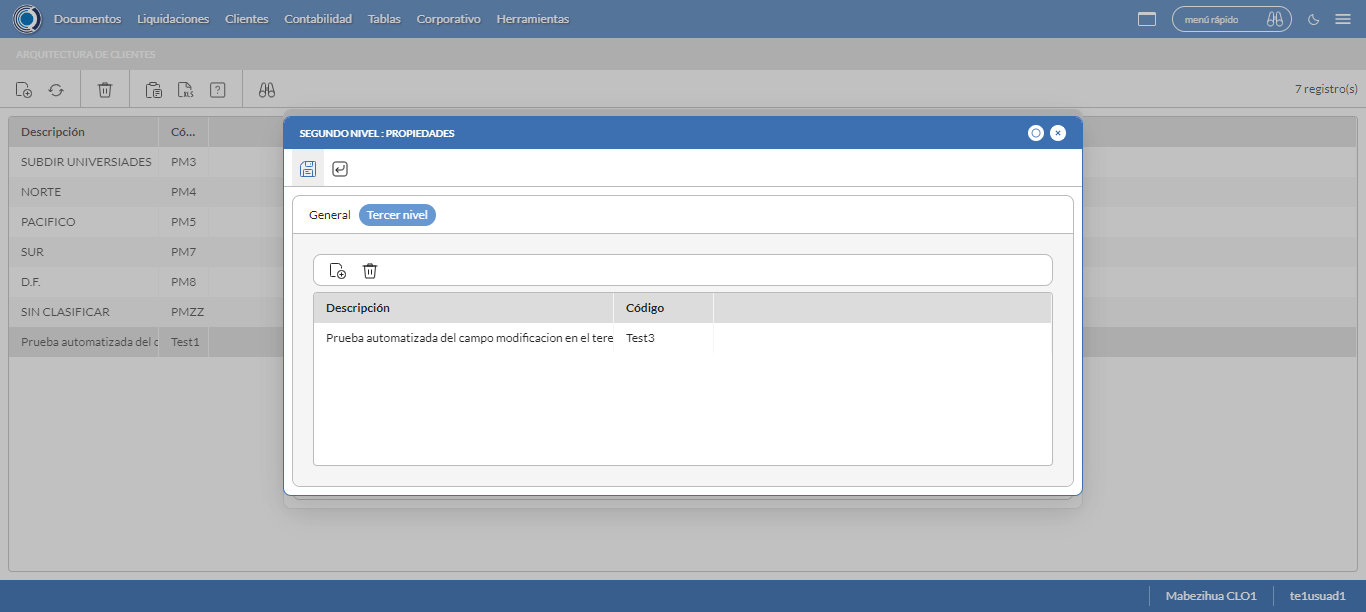 Documentos Liquidaciones Clientes Contabilidad Tablas Corporativo Herramientas menú rápido
ARQUITECTURA DE CLIENTES
XLS ? 7 registro(s)
Descripción Có...
SUBDIR UNIVERSIADES PM3
NORTE PM4
PACIFICO PM5
SUR PM7
D.F. PM8
SIN CLASIFICAR PMZZ
Prueba automatizada del c Test1
SEGUNDO NIVEL : PROPIEDADES
General Tercer nivel
Descripción Código
Prueba automatizada del campo modificacion en el tere Test3
Mabezihua CLO1 te1usuad1